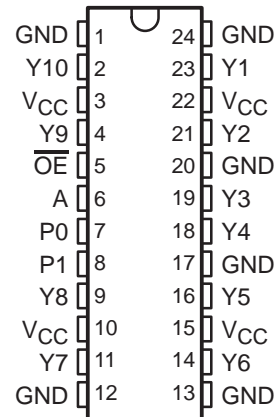 GND 1 24 GND
Y10 2 23 Y1
VCC 3 22 VCC
Y9 4 21 Y2
OE 5 20 GND
A 6 19 Y3
P0 7 18 Y4
P1 8 17 GND
Y8 9 16 Y5
VCC 10 15 VCC
Y7 11 14 Y6
GND 12 13 GND